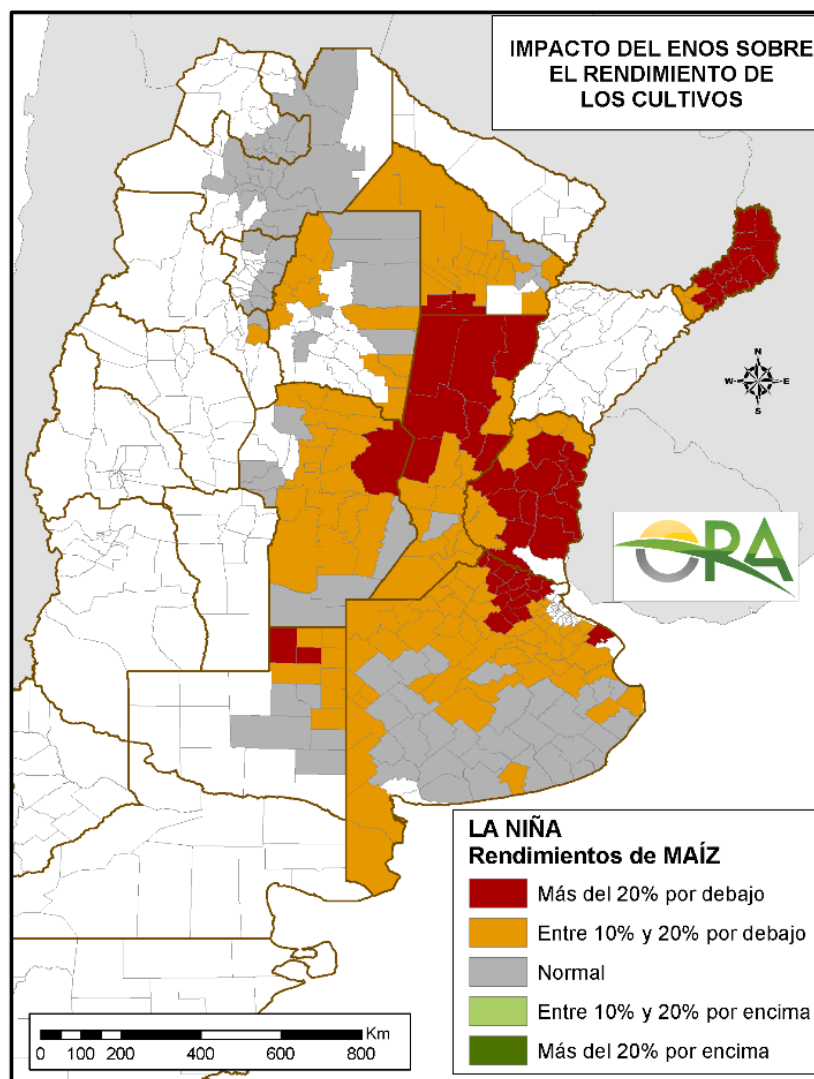 IMPACTO DEL ENOS SOBRE
EL RENDIMIENTO DE
LOS CULTIVOS
N
W
E
S
OPA
LA NIÑA
Rendimientos de MAÍZ
Más del 20% por debajo
Entre 10% y 20% por debajo
Normal
Entre 10% y 20% por encima
Más del 20% por encima
Km
0 100 200 400 600 800